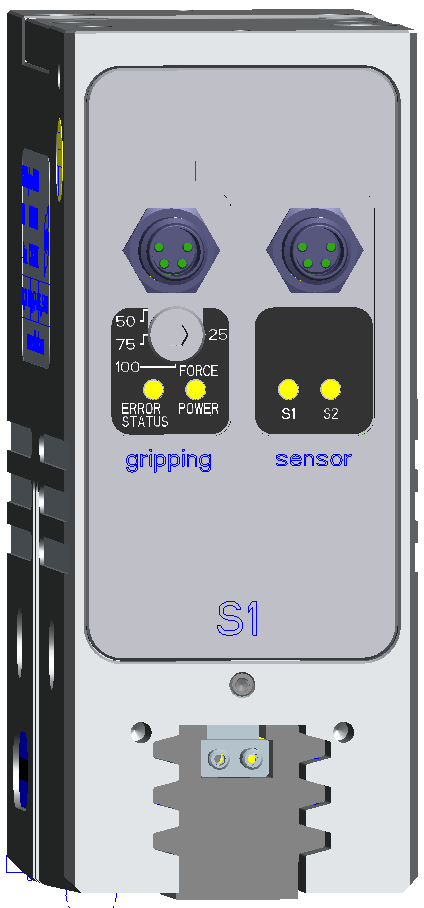 50
75
25
100
FORCE
ERROR
STATUS
POWER
S1
S2
gripping
sensor
S1